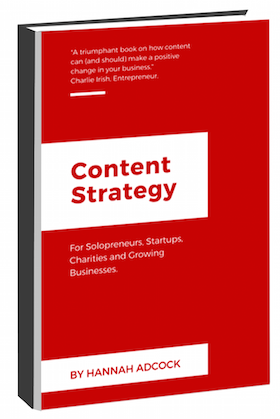 "A triumphant book on how content
can (and should) make a positive
change in your business."
Charlie Irish. Entrepreneur.
Content
Strategy
For Solopreneurs, Startups,
Charities and Growing
Businesses.
BY HANNAH ADCOCK